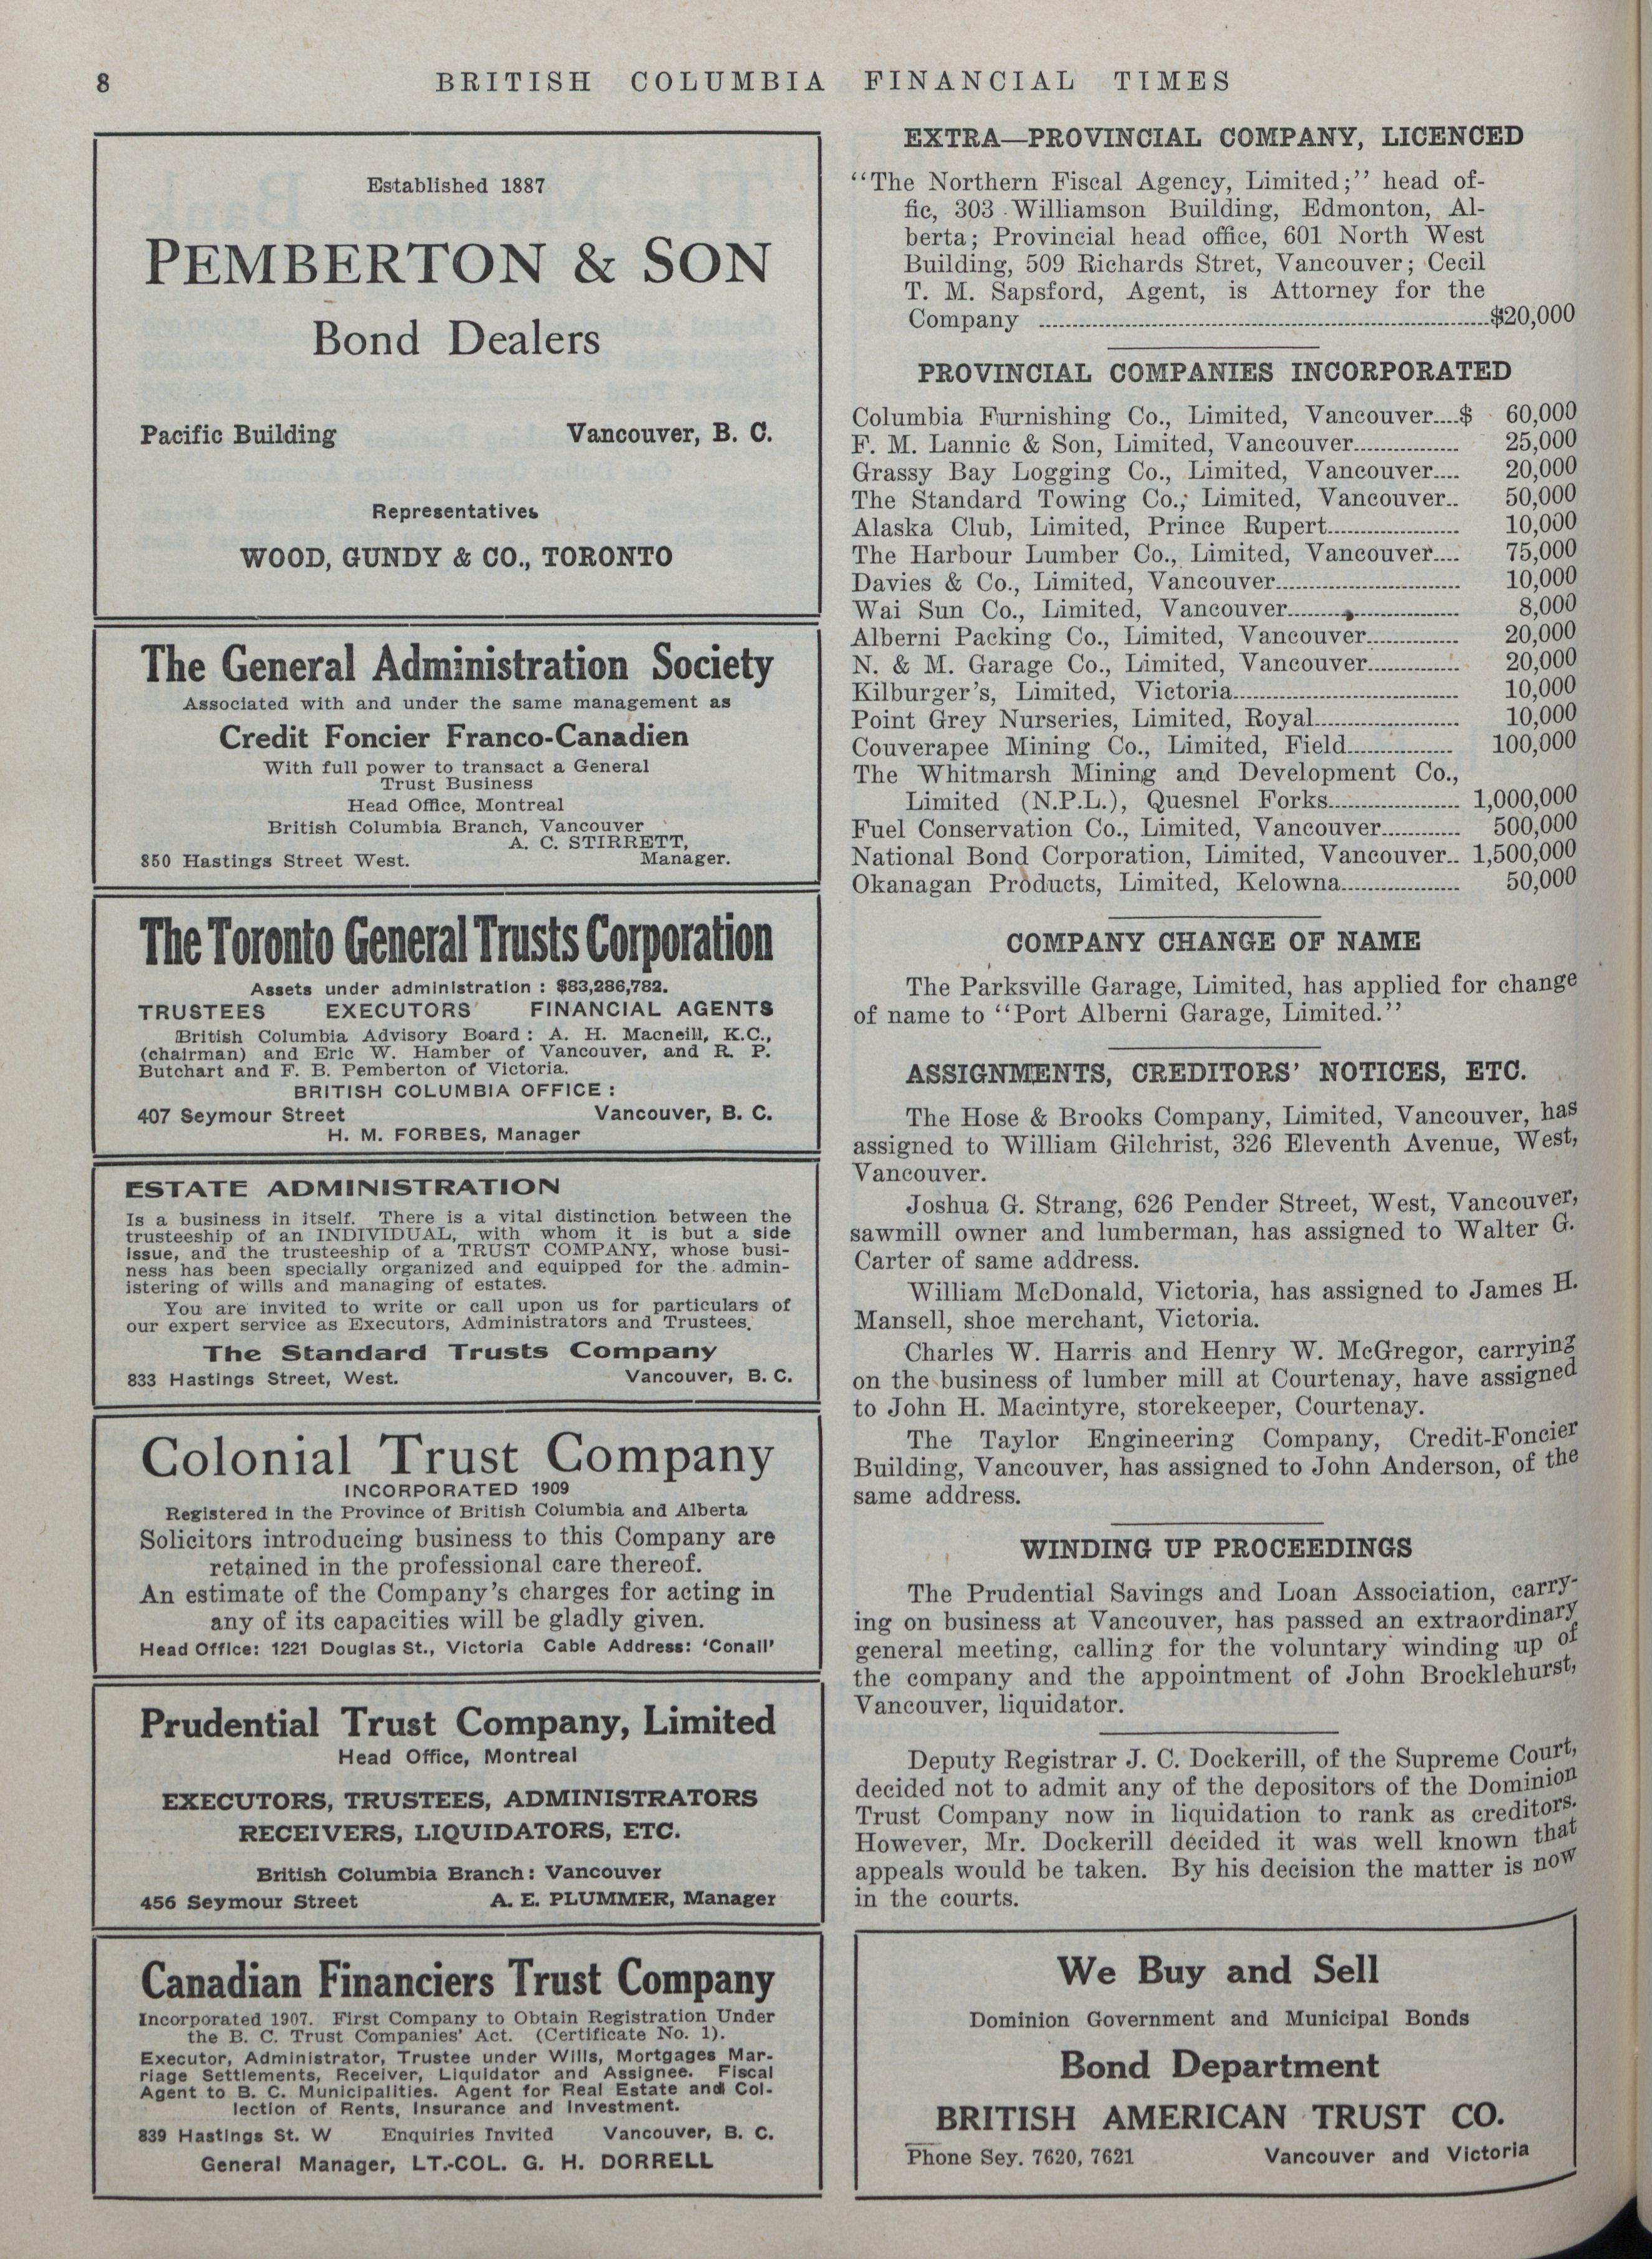 8
BRITISH COLUMBIA FINANCIAL TIMES
Established 1887
PEMBERTON & SON
Bond Dealers
Pacific Building Vancouver, B. C.
Representatives
WOOD, GUNDY & CO., TORONTO
The General Administration Society
Associated with and under the same management as
Credit Foncier Franco-Canadien
With full power to transact a General
Trust Business
Head Office, Montreal
British Columbia Branch, Vancouver
A. C. STIRRETT,
850 Hastings Street West. Manager.
The Toronto General Trusts Corporation
Assets under administration : $83,286,782.
TRUSTEES EXECUTORS FINANCIAL AGENTS
British Columbia Advisory Board : A. H. Macneill, K.C.,
(chairman) and Eric W. Hamber of Vancouver, and R. P.
Butchart and F. B. Pemberton of Victoria.
BRITISH COLUMBIA OFFICE :
407 Seymour Street Vancouver, B. C.
H. M. FORBES, Manager
ESTATE ADMINISTRATION
Is a business in itself. There is a vital distinction between the
trusteeship of an INDIVIDUAL, with whom it is but a side
issue, and the trusteeship of a TRUST COMPANY, whose busi-
ness has been specially organized and equipped for the admin-
istering of wills and managing of estates.
You are invited to write or call upon us for particulars of
our expert service as Executors, Administrators and Trustees.
The Standard Trusts Company
833 Hastings Street, West. Vancouver, B. C.
Colonial Trust Company
INCORPORATED 1909
Registered in the Province of British Columbia and Alberta
Solicitors introducing business to this Company are
retained in the professional care thereof.
An estimate of the Company's charges for acting in
any of its capacities will be gladly given.
Head Office: 1221 Douglas St., Victoria Cable Address: 'Conail'
Prudential Trust Company, Limited
Head Office, Montreal
EXECUTORS, TRUSTEES, ADMINISTRATORS
RECEIVERS, LIQUIDATORS, ETC.
British Columbia Branch: Vancouver
456 Seymour Street A. E. PLUMMER, Manager
Canadian Financiers Trust Company
Incorporated 1907. First Company to Obtain Registration Under
the B. C. Trust Companies' Act. (Certificate No. 1).
Executor, Administrator, Trustee under Wills, Mortgages Mar-
riage Settlements, Receiver, Liquidator and Assignee. Fiscal
Agent to B. C. Municipalities. Agent for Real Estate and Col-
lection of Rents, Insurance and Investment.
839 Hastings St. W Enquiries Invited Vancouver, B. C.
General Manager, LT.-COL. G. H. DORRELL
EXTRA—PROVINCIAL COMPANY, LICENCED
"The Northern Fiscal Agency, Limited;" head of-
fic, 303 Williamson Building, Edmonton, Al-
berta; Provincial head office, 601 North West
Building, 509 Richards Stret, Vancouver; Cecil
T. M. Sapsford, Agent, is Attorney for the
Company ........ $20,000
PROVINCIAL COMPANIES INCORPORATED
Columbia Furnishing Co., Limited, Vancouver....$ 60,000
F. M. Lannic & Son, Limited, Vancouver........ 25,000
Grassy Bay Logging Co., Limited, Vancouver.... 20,000
The Standard Towing Co.; Limited, Vancouver.. 50,000
Alaska Club, Limited, Prince Rupert........ 10,000
The Harbour Lumber Co., Limited, Vancouver.... 75,000
Davies & Co., Limited, Vancouver........ 10,000
Wai Sun Co., Limited, Vancouver........ 8,000
Alberni Packing Co., Limited, Vancouver........ 20,000
N. & M. Garage Co., Limited, Vancouver........ 20,000
Kilburger's, Limited, Victoria........ 10,000
Point Grey Nurseries, Limited, Royal........ 10,000
Couverapee Mining Co., Limited, Field........ 100,000
The Whitmarsh Mining and Development Co.,
Limited (N.P.L.), Quesnel Forks........ 1,000,000
Fuel Conservation Co., Limited, Vancouver........ 500,000
National Bond Corporation, Limited, Vancouver.. 1,500,000
Okanagan Products, Limited, Kelowna........ 50,000
COMPANY CHANGE OF NAME
The Parksville Garage, Limited, has applied for change
of name to "Port Alberni Garage, Limited."
ASSIGNMENTS, CREDITORS' NOTICES, ETC.
The Hose & Brooks Company, Limited, Vancouver, has
assigned to William Gilchrist, 326 Eleventh Avenue, West,
Vancouver.
Joshua G. Strang, 626 Pender Street, West, Vancouver,
sawmill owner and lumberman, has assigned to Walter G.
Carter of same address.
William McDonald, Victoria, has assigned to James H.
Mansell, shoe merchant, Victoria.
Charles W. Harris and Henry W. McGregor, carrying
on the business of lumber mill at Courtenay, have assigned
to John H. Macintyre, storekeeper, Courtenay.
The Taylor Engineering Company, Credit-Foncier
Building, Vancouver, has assigned to John Anderson, of the
same address.
WINDING UP PROCEEDINGS
The Prudential Savings and Loan Association, carry-
ing on business at Vancouver, has passed an extraordinary
general meeting, calling for the voluntary winding up of
the company and the appointment of John Brocklehurst,
Vancouver, liquidator.
Deputy Registrar J. C. Dockerill, of the Supreme Court,
decided not to admit any of the depositors of the Dominion
Trust Company now in liquidation to rank as creditors.
However, Mr. Dockerill decided it was well known that
appeals would be taken. By his decision the matter is now
in the courts.
We Buy and Sell
Dominion Government and Municipal Bonds
Bond Department
BRITISH AMERICAN TRUST CO.
Phone Sey. 7620, 7621 Vancouver and Victoria